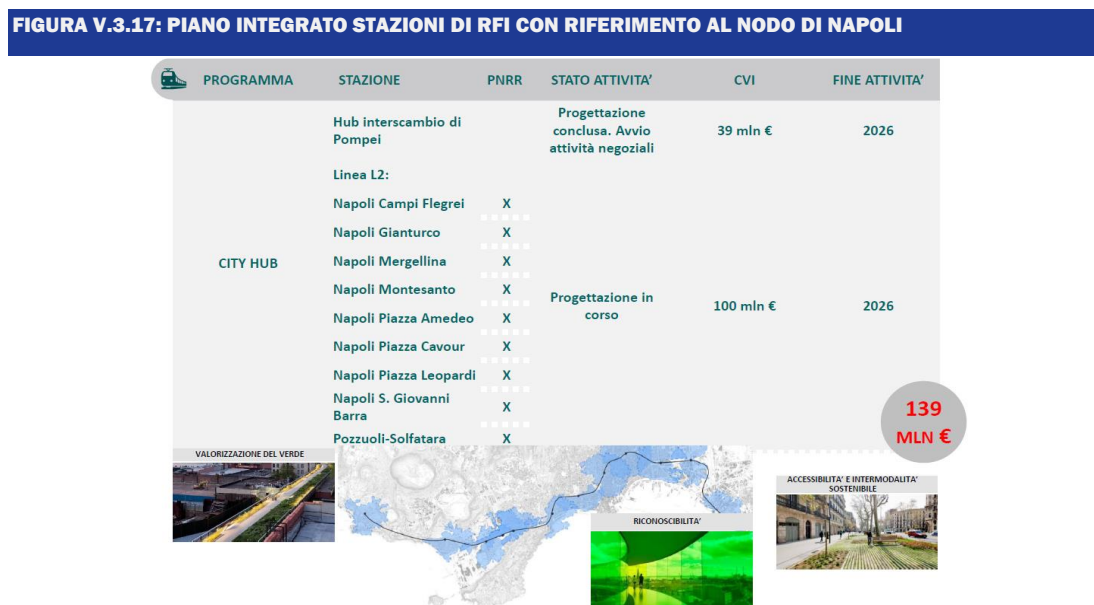 FIGURA V.3.17: PIANO INTEGRATO STAZIONI DI RFI CON RIFERIMENTO AL NODO DI NAPOLI
PROGRAMMA STAZIONE PNRR STATO ATTIVITA’ CVI FINE ATTIVITA’
CITY HUB
Hub interscambio di
Pompei
Progettazione
conclusa. Avvio
attività negoziali
39 mln €
2026
Linea L2:
Napoli Campi Flegrei X
Napoli Gianturco X
Napoli Mergellina X
Napoli Montesanto X
Napoli Piazza Amedeo X
Napoli Piazza Cavour X
Napoli Piazza Leopardi X
Napoli S. Giovanni
Barra
X
Pozzuoli-Solfatara X
Progettazione in
corso
100 mln €
2026
139
MLN €
VALORIZZAZIONE DEL VERDE
RICONOSCIBILITA’
ACCESSIBILITA’ E INTERMODALITA’
SOSTENIBILE